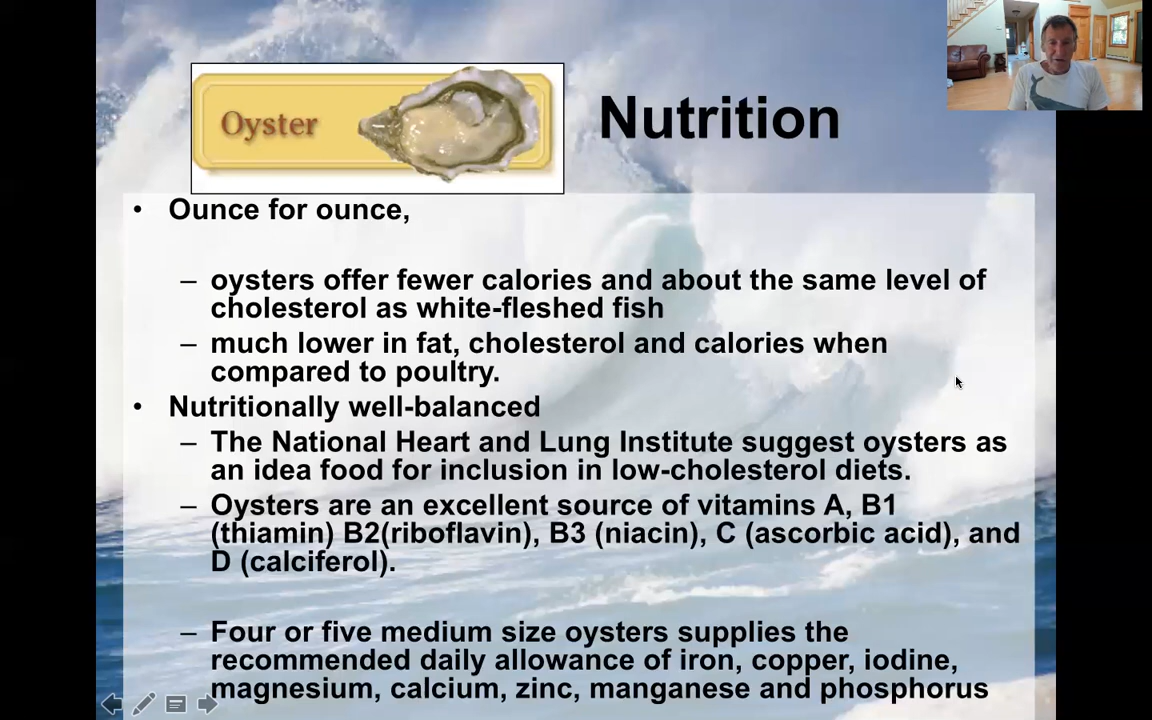 Oyster
Nutrition
• Ounce for ounce,
– oysters offer fewer calories and about the same level of
cholesterol as white-fleshed fish
– much lower in fat, cholesterol and calories when
compared to poultry.
• Nutritionally well-balanced
– The National Heart and Lung Institute suggest oysters as
an idea food for inclusion in low-cholesterol diets.
– Oysters are an excellent source of vitamins A, B1
(thiamin) B2(riboflavin), B3 (niacin), C (ascorbic acid), and
D (calciferol).
– Four or five medium size oysters supplies the
recommended daily allowance of iron, copper, iodine,
magnesium, calcium, zinc, manganese and phosphorus